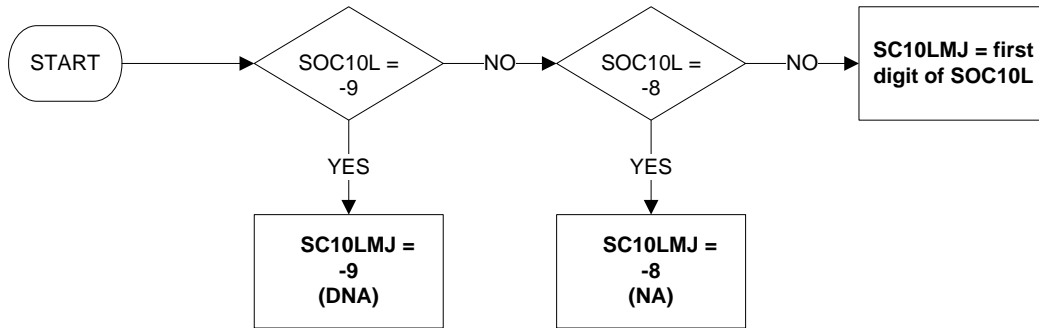 START
SOC10L =
-9
NO
SOC10L =
-8
NO
SC10LMJ = first
digit of SOC10L
YES
YES
SC10LMJ =
-9
(DNA)
SC10LMJ =
-8
(NA)